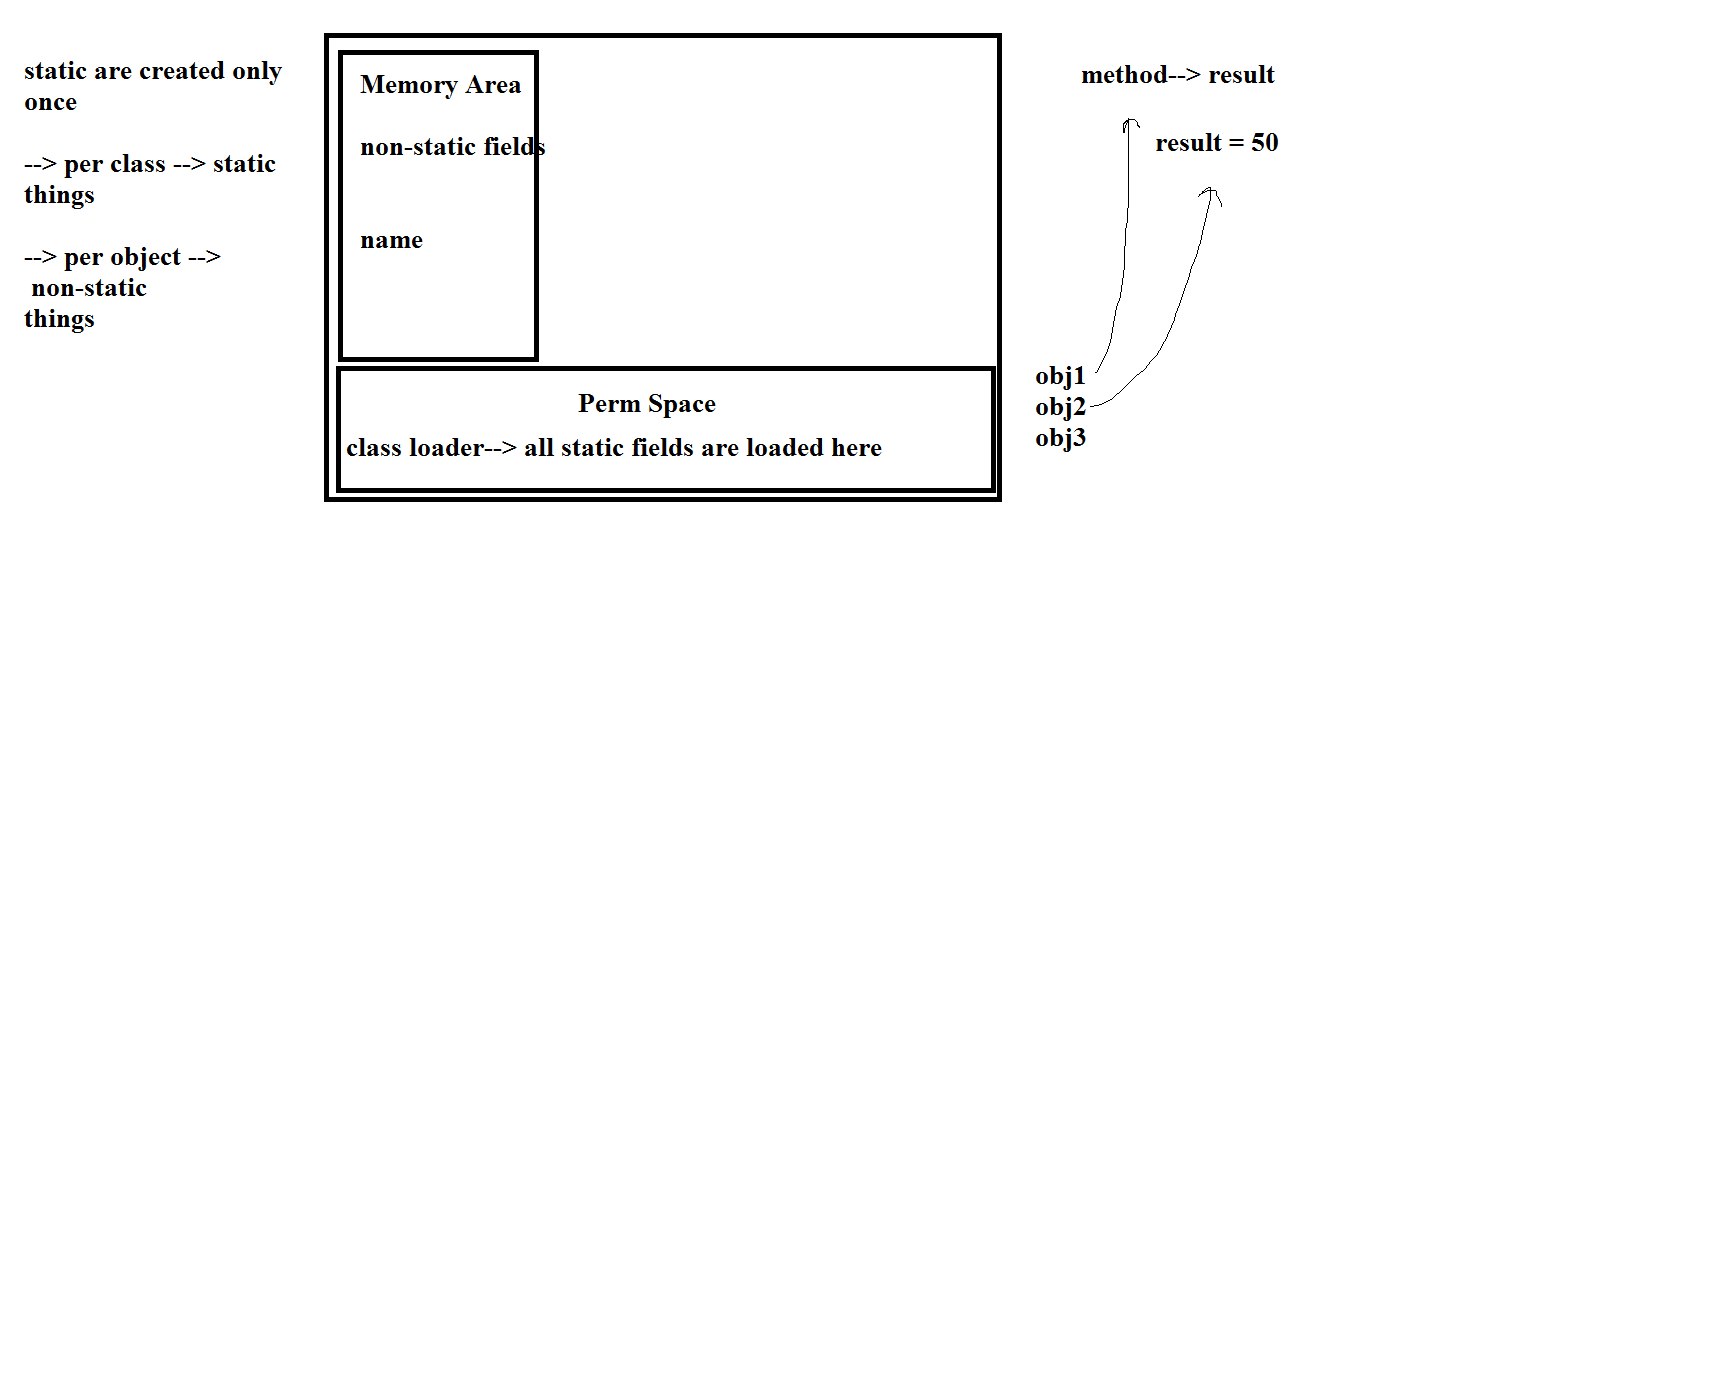 static are created only
once
--> per class --> static
things
--> per object -->
non-static
things
Memory Area
non-static fields
name
Perm Space
class loader--> all static fields are loaded here
method--> result
result = 50
obj1
obj2
obj3